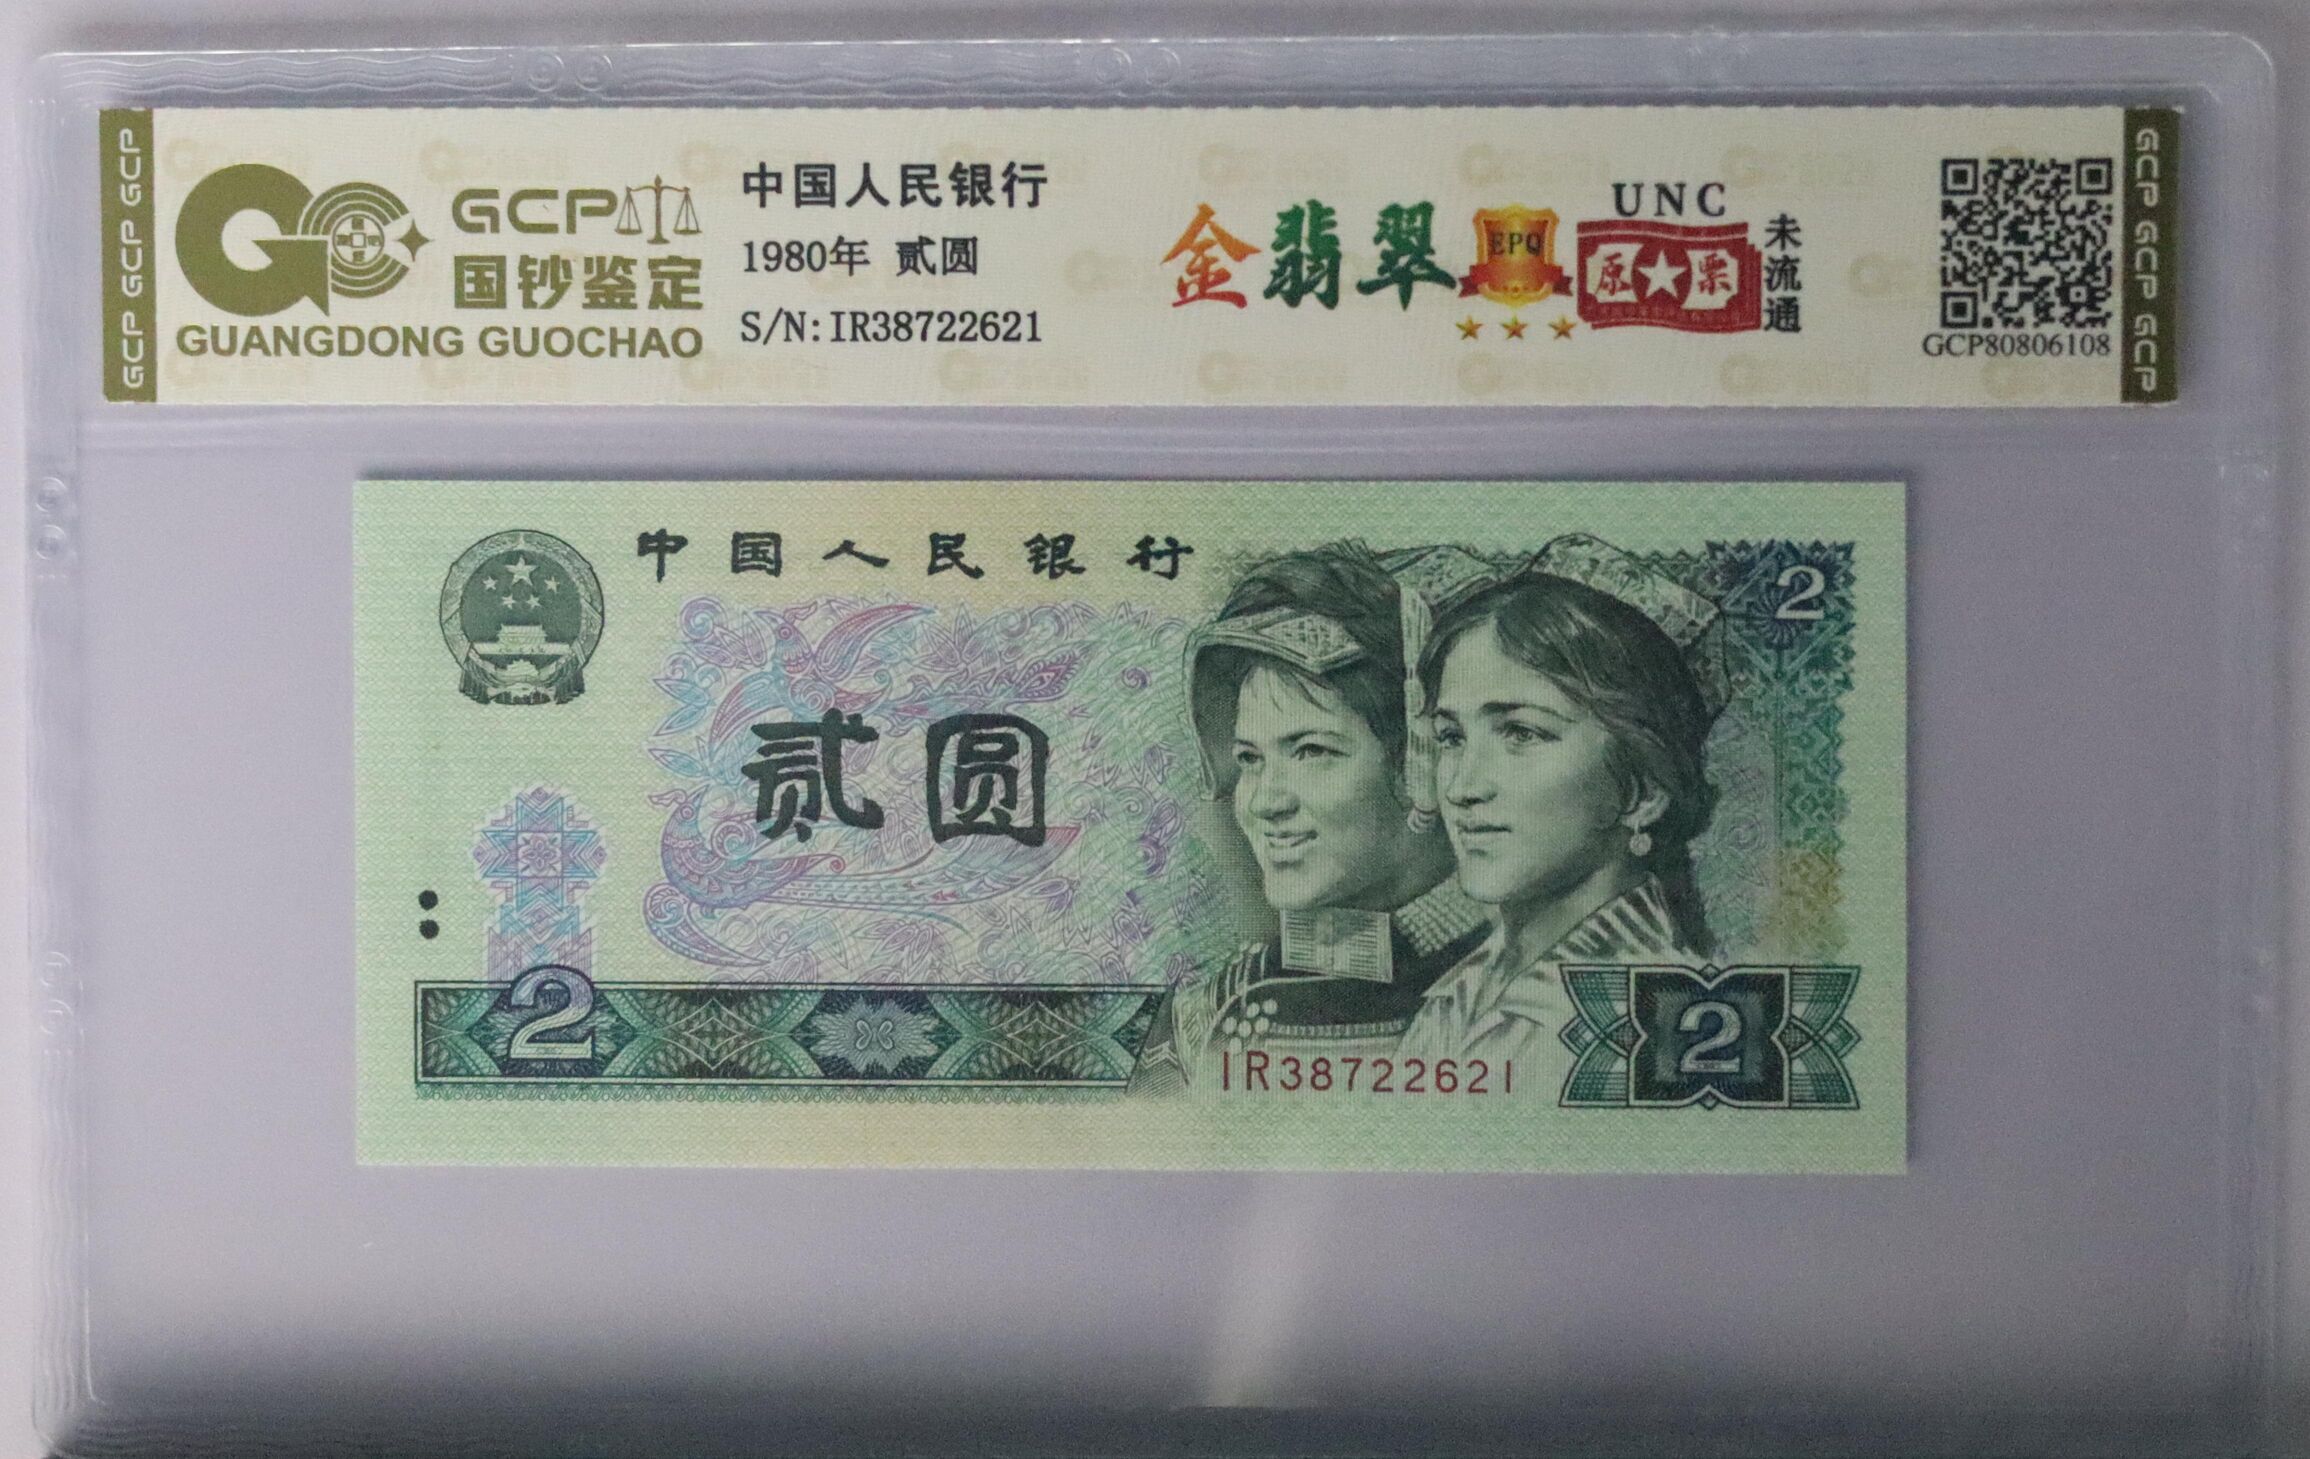 GCP GCP GCP
GCP
国钞鉴定
GUANGDONG GUOCHAO
中国人民银行
1980年 贰圆
S/N:IR38722621
金翡翠
EPQ
UNC
原票
未流通
GCP80806108
GCP GCP GCP
中国人民银行
2
贰圆
2
IR38722621
2